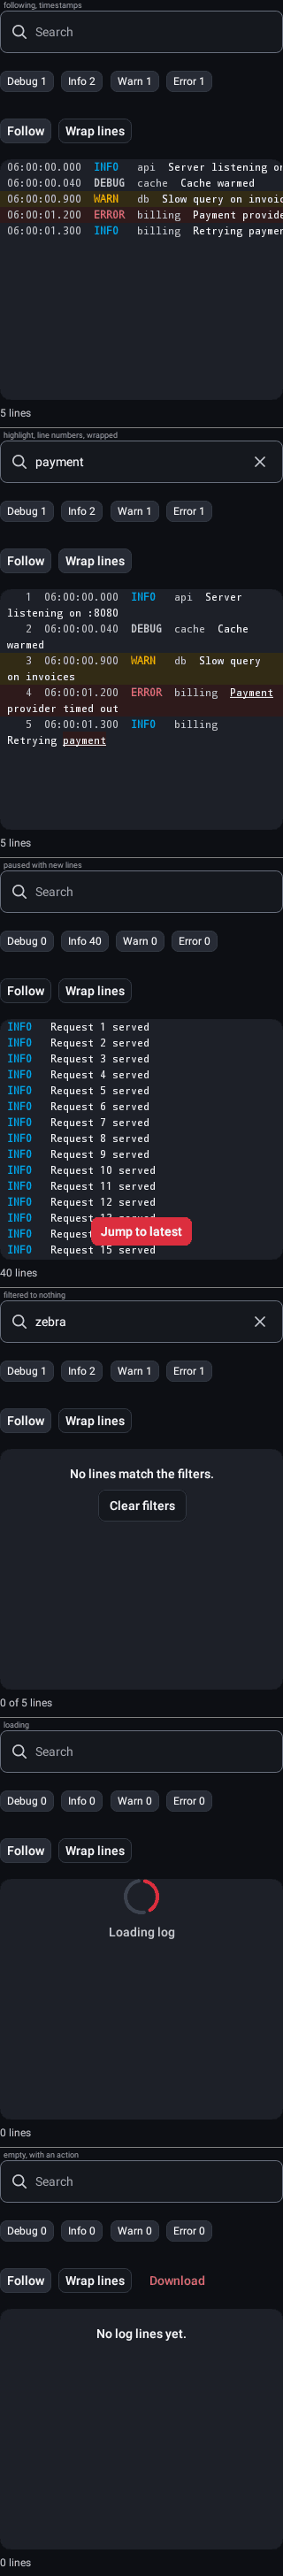 following, timestamps
Search
Debug 1 Info 2 Warn 1 Error 1
Follow Wrap lines
06:00:00.000 INFO api Server listening on
06:00:00.040 DEBUG cache Cache warmed
06:00:00.900 WARN db Slow query on invoic
06:00:01.200 ERROR billing Payment provide
06:00:01.300 INFO billing Retrying paymen
5 lines
highlight, line numbers, wrapped
payment
Debug 1 Info 2 Warn 1 Error 1
Follow Wrap lines
1 06:00:00.000 INFO api Server
listening on :8080
2 06:00:00.040 DEBUG cache Cache
warmed
3 06:00:00.900 WARN db Slow query
on invoices
4 06:00:01.200 ERROR billing Payment
provider timed out
5 06:00:01.300 INFO billing
Retrying payment
5 lines
paused with new lines
Search
Debug 0 Info 40 Warn 0 Error 0
Follow Wrap lines
INFO Request 1 served
INFO Request 2 served
INFO Request 3 served
INFO Request 4 served
INFO Request 5 served
INFO Request 6 served
INFO Request 7 served
INFO Request 8 served
INFO Request 9 served
INFO Request 10 served
INFO Request 11 served
INFO Request 12 served
INFO Request 13 served
INFO Request
Jump to latest
INFO Request 15 served
40 lines
filtered to nothing
zebra
Debug 1 Info 2 Warn 1 Error 1
Follow Wrap lines
No lines match the filters.
Clear filters
0 of 5 lines
loading
Search
Debug 0 Info 0 Warn 0 Error 0
Follow Wrap lines
Loading log
0 lines
empty, with an action
Search
Debug 0 Info 0 Warn 0 Error 0
Follow Wrap lines Download
No log lines yet.
0 lines